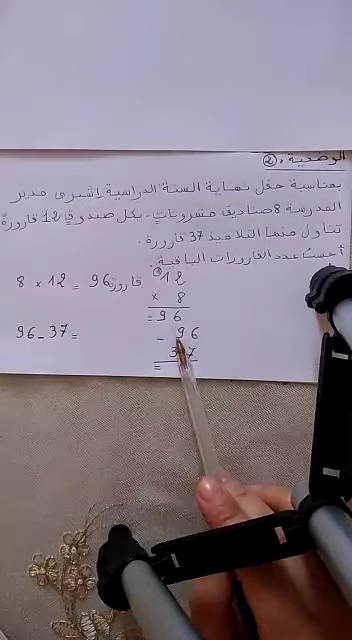 الوضعية ②:
بمناسبة حفل نهاية السنة الدراسية إشترى مدير
المدرسة 8 صناديق مشروبات، بكل صندوق 12 قارورة
تناول منها التلاميذ 37 قارورة.
أحسب عدد القارورات الباقية.
8 × 12 = 96 قارورة
12
× 8
= 96
96 - 37 =
- 96
37
=